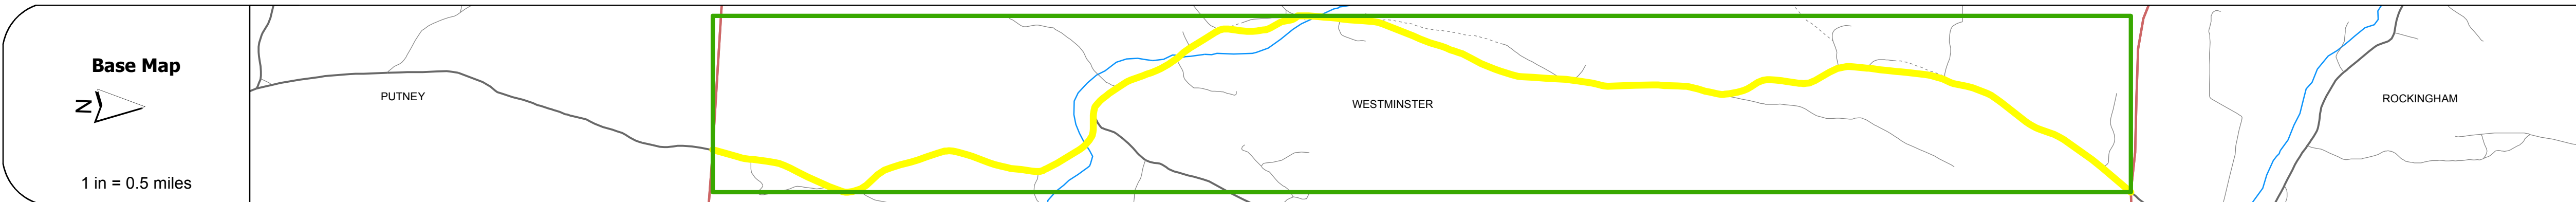 Base Map
N
1 in = 0.5 miles
PUTNEY
WESTMINSTER
ROCKINGHAM